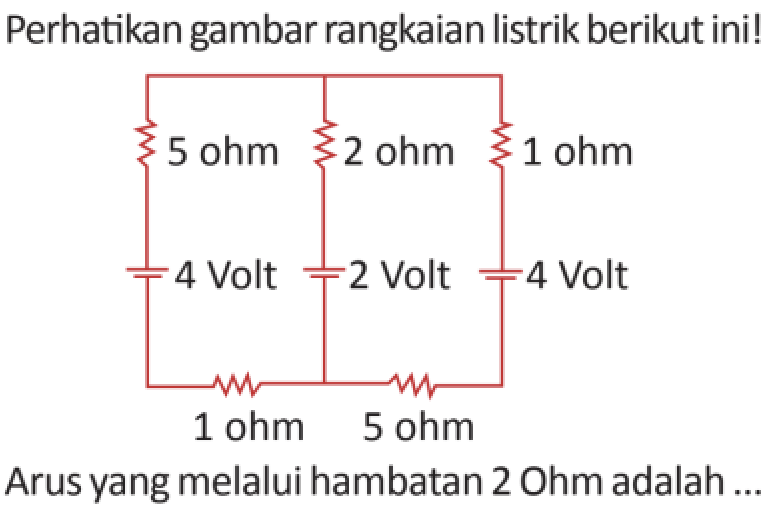 Perhatikan gambar rangkaian listrik berikut ini!
5 ohm 2 ohm 1 ohm
4 Volt 2 Volt 4 Volt
1 ohm 5 ohm
Arus yang melalui hambatan 2 Ohm adalah ...